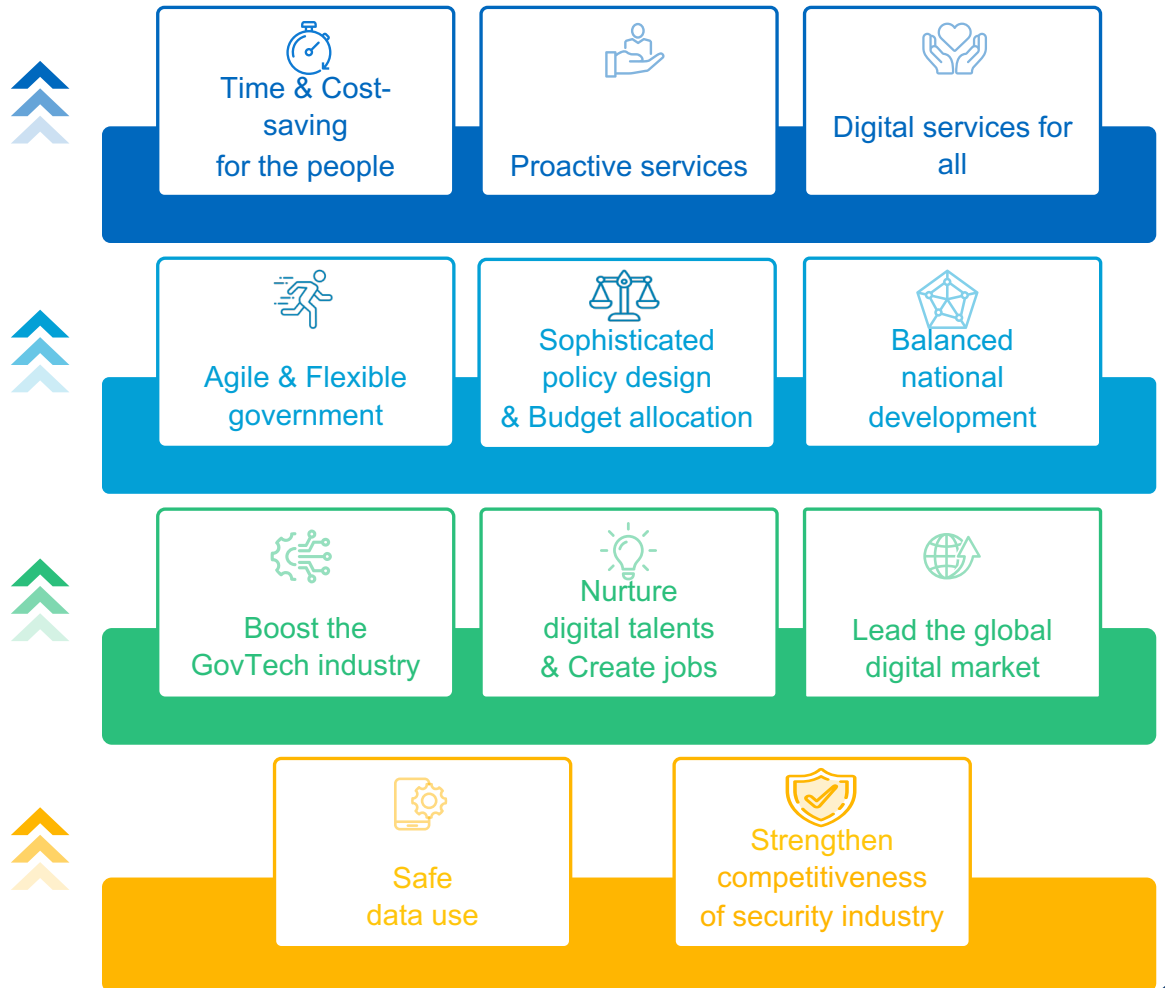 Time & Cost-
saving
for the people
Proactive services
Digital services for
all
Agile & Flexible
government
Sophisticated
policy design
& Budget allocation
Balanced
national
development
Boost the
GovTech industry
Nurture
digital talents
& Create jobs
Lead the global
digital market
Safe
data use
Strengthen
competitiveness
of security industry